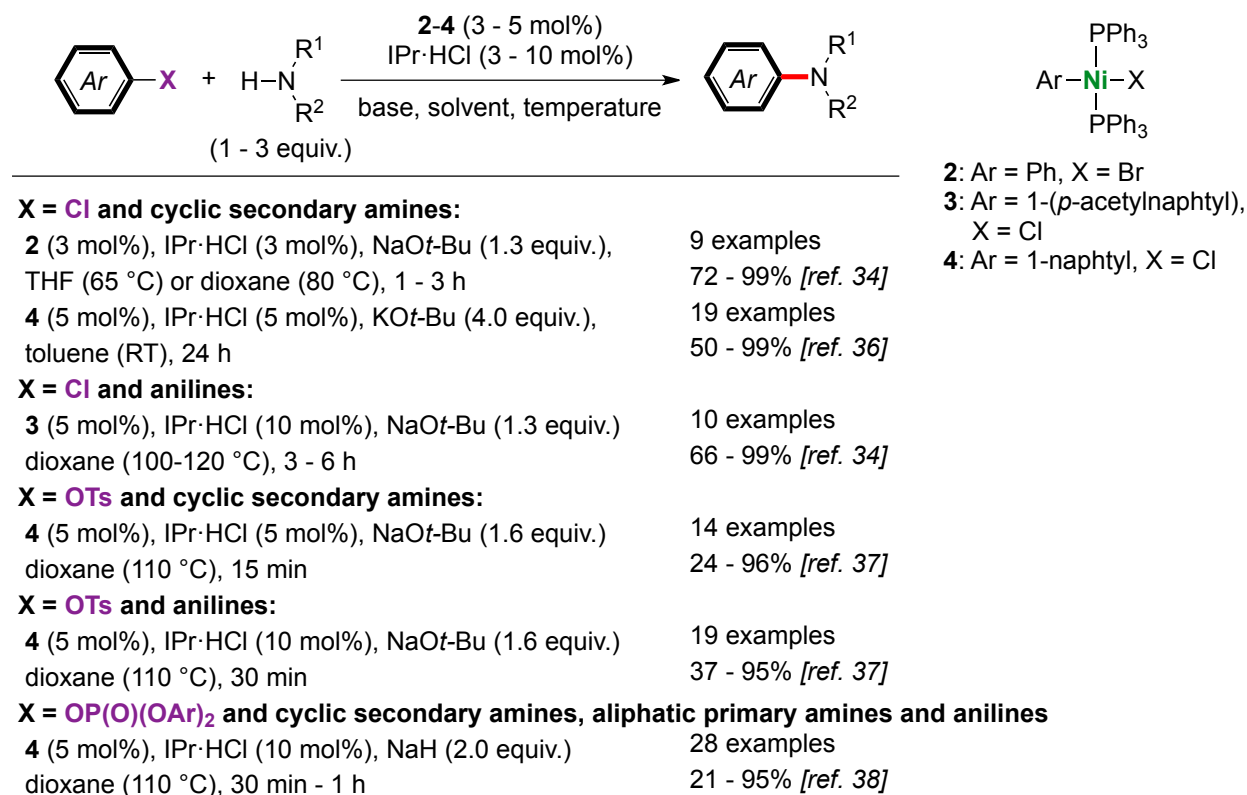 2-4 (3 - 5 mol%)
IPr·HCl (3 - 10 mol%)
Ar X + H N R1 R2
base, solvent, temperature
Ar N R1 R2
(1 - 3 equiv.)
PPh3
Ar Ni X
PPh3
2: Ar = Ph, X = Br
3: Ar = 1-(p-acetylnaphtyl),
X = Cl
4: Ar = 1-naphtyl, X = Cl
X = Cl and cyclic secondary amines:
2 (3 mol%), IPr·HCl (3 mol%), NaOt-Bu (1.3 equiv.), 9 examples
THF (65 °C) or dioxane (80 °C), 1 - 3 h 72 - 99% [ref. 34]
4 (5 mol%), IPr·HCl (5 mol%), KOt-Bu (4.0 equiv.), 19 examples
toluene (RT), 24 h 50 - 99% [ref. 36]
X = Cl and anilines:
3 (5 mol%), IPr·HCl (10 mol%), NaOt-Bu (1.3 equiv.) 10 examples
dioxane (100-120 °C), 3 - 6 h 66 - 99% [ref. 34]
X = OTs and cyclic secondary amines:
4 (5 mol%), IPr·HCl (5 mol%), NaOt-Bu (1.6 equiv.) 14 examples
dioxane (110 °C), 15 min 24 - 96% [ref. 37]
X = OTs and anilines:
4 (5 mol%), IPr·HCl (10 mol%), NaOt-Bu (1.6 equiv.) 19 examples
dioxane (110 °C), 30 min 37 - 95% [ref. 37]
X = OP(O)(OAr)2 and cyclic secondary amines, aliphatic primary amines and anilines
4 (5 mol%), IPr·HCl (10 mol%), NaH (2.0 equiv.) 28 examples
dioxane (110 °C), 30 min - 1 h 21 - 95% [ref. 38]